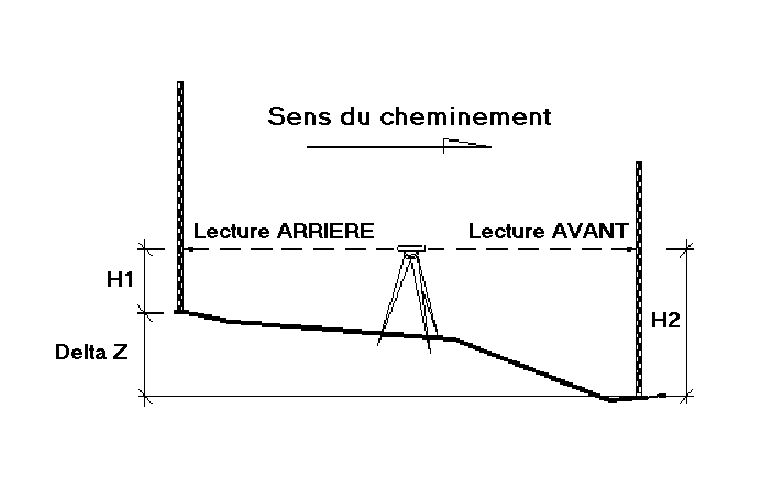 Sens du cheminement
Lecture ARRIERE
Lecture AVANT
H1
H2
Delta Z